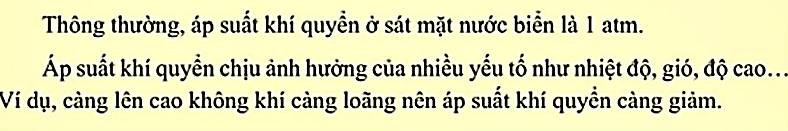 Thông thường, áp suất khí quyển ở sát mặt nước biển là 1 atm.
Áp suất khí quyển chịu ảnh hưởng của nhiều yếu tố như nhiệt độ, gió, độ cao…
Ví dụ, càng lên cao không khí càng loãng nên áp suất khí quyển càng giảm.